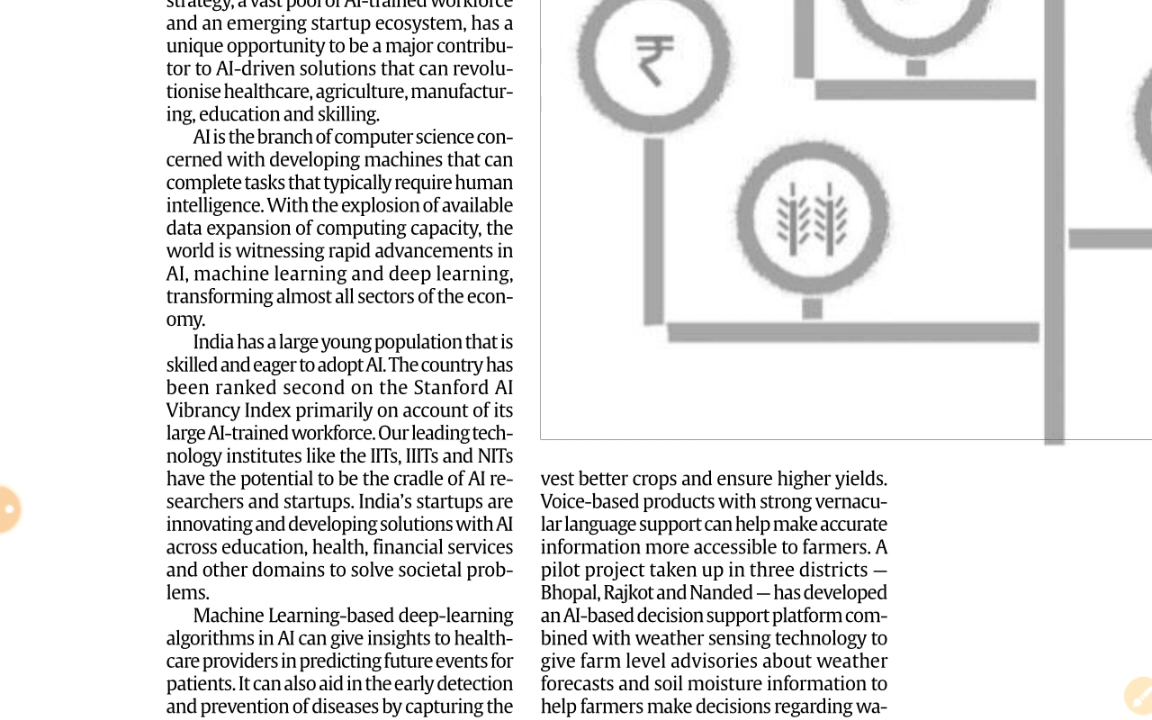 strategy, a vast pool of AI-trained workforce
and an emerging startup ecosystem, has a
unique opportunity to be a major contribu-
tor to AI-driven solutions that can revolu-
tionise healthcare, agriculture, manufactur-
ing, education and skilling.
AI is the branch of computer science con-
cerned with developing machines that can
complete tasks that typically require human
intelligence. With the explosion of available
data expansion of computing capacity, the
world is witnessing rapid advancements in
AI, machine learning and deep learning,
transforming almost all sectors of the econ-
omy.
India has a large young population that is
skilled and eager to adopt AI. The country has
been ranked second on the Stanford AI
Vibrancy Index primarily on account of its
large AI-trained workforce. Our leading tech-
nology institutes like the IITs, IIITs and NITs
have the potential to be the cradle of AI re-
searchers and startups. India's startups are
innovating and developing solutions with AI
across education, health, financial services
and other domains to solve societal prob-
lems.
Machine Learning-based deep-learning
algorithms in AI can give insights to health-
care providers in predicting future events for
patients. It can also aid in the early detection
and prevention of diseases by capturing the
₹
vest better crops and ensure higher yields.
Voice-based products with strong vernacu-
lar language support can help make accurate
information more accessible to farmers. A
pilot project taken up in three districts —
Bhopal, Rajkot and Nanded — has developed
an AI-based decision support platform com-
bined with weather sensing technology to
give farm level advisories about weather
forecasts and soil moisture information to
help farmers make decisions regarding wa-